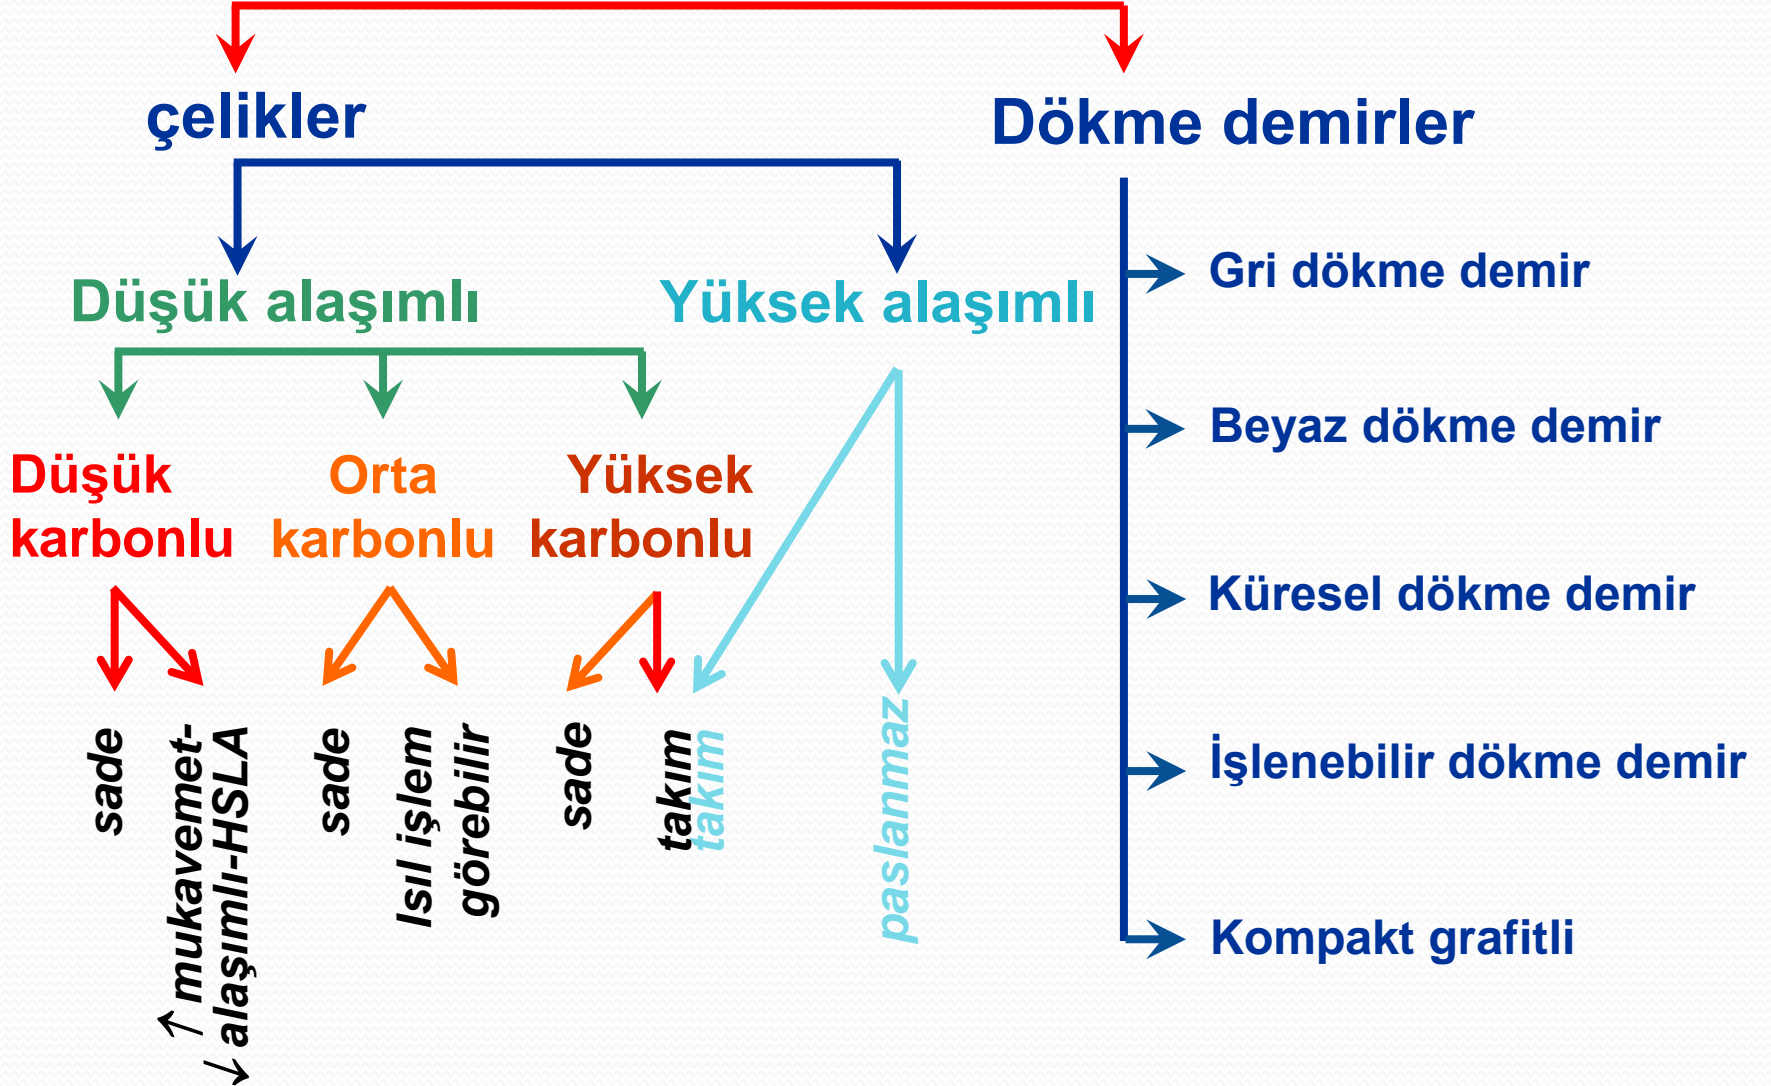 çelikler
Dökme demirler
Düşük alaşımlı
Yüksek alaşımlı
Düşük
karbonlu
Orta
karbonlu
Yüksek
karbonlu
sade
↑ mukavemet-
↓ alaşımlı-HSLA
sade
Isıl işlem
görebilir
sade
takım
takım
paslanmaz
Gri dökme demir
Beyaz dökme demir
Küresel dökme demir
İşlenebilir dökme demir
Kompakt grafitli